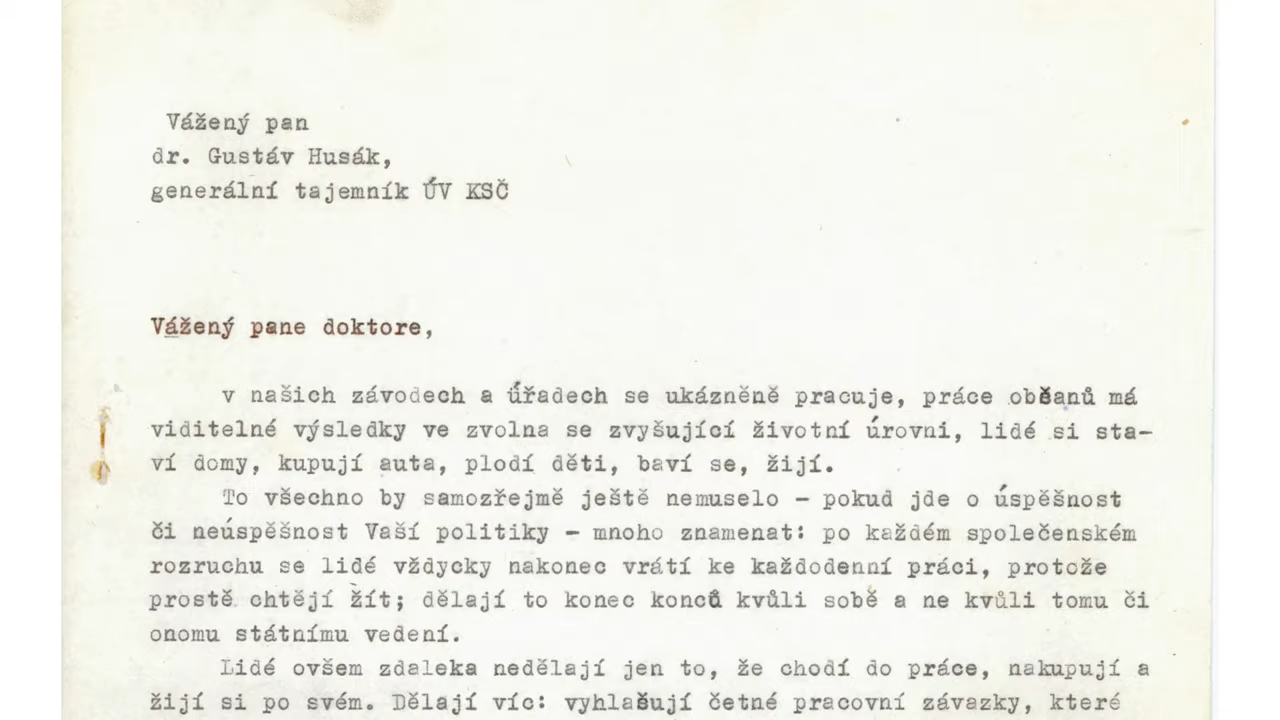 Vážený pan
dr. Gustáv Husák,
generální tajemník ÚV KSČ
Vážený pane doktore,
v našich závodech a úřadech se ukázněně pracuje, práce občanů má
viditelné výsledky ve zvolna se zvyšující životní úrovni, lidé si sta-
ví domy, kupují auta, plodí děti, baví se, žijí.
To všechno by samozřejmě ještě nemuselo - pokud jde o úspěšnost
či neúspěšnost Vaší politiky - mnoho znamenat: po každém společenském
rozruchu se lidé vždycky nakonec vrátí ke každodenní práci, protože
prostě chtějí žít; dělají to konec konců kvůli sobě a ne kvůli tomu či
onomu státnímu vedení.
Lidé ovšem zdaleka nedělají jen to, že chodí do práce, nakupují a
žijí si po svém. Dělají víc: vyhlašují četné pracovní závazky, které